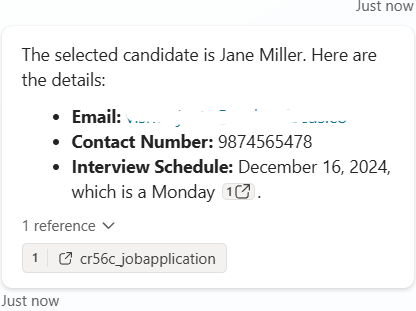 Just now
The selected candidate is Jane Miller. Here are
the details:
• Email:
• Contact Number: 9874565478
• Interview Schedule: December 16, 2024,
which is a Monday 1 .
1 reference
1 cr56c_jobapplication
Just now